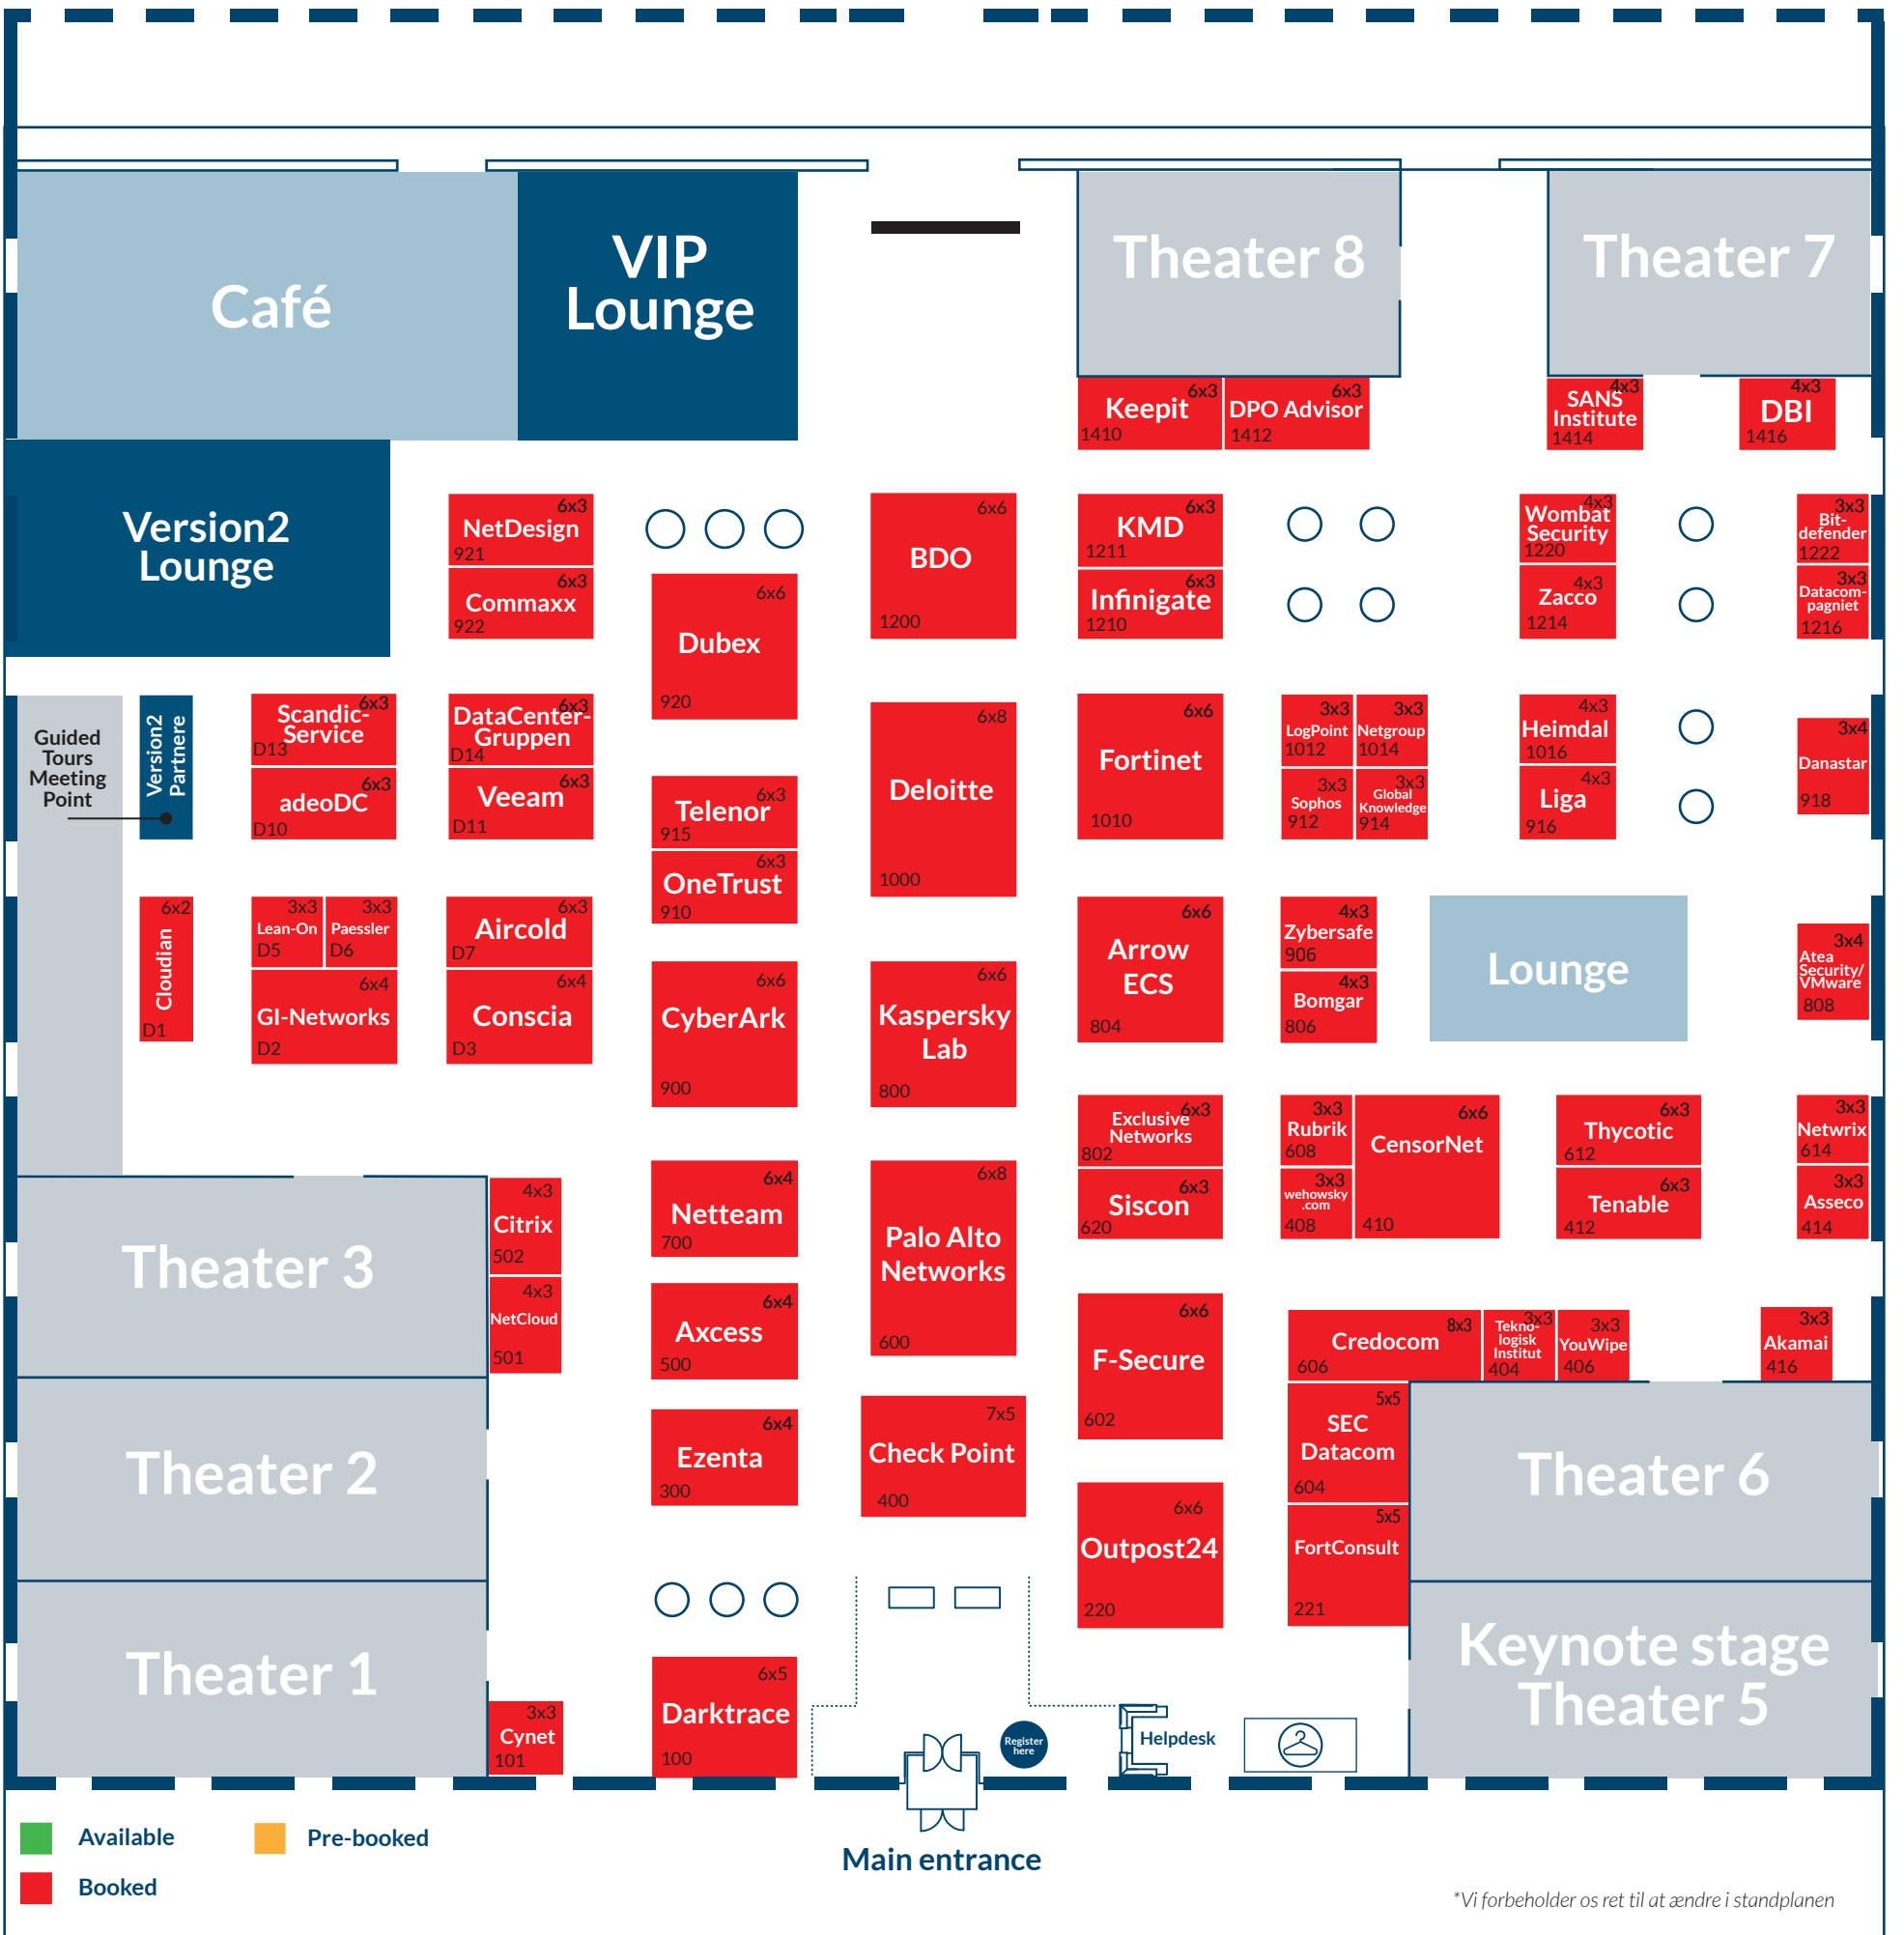 Café
VIP
Lounge
Theater 8
Theater 7
6x3
Keepit
1410
6x3
DPO Advisor
1412
4x3
SANS
Institute
1414
4x3
DBI
1416
Version2
Lounge
6x3
NetDesign
921
6x3
Commaxx
922
6x6
Dubex
920
6x6
BDO
1200
6x3
KMD
1211
6x3
Infinigate
1210
4x3
Wombat
Security
1220
4x3
Zacco
1214
3x3
Bit-
defender
1222
3x3
Datacom-
pagniet
1216
Guided
Tours
Meeting
Point
Version2
Partnere
6x3
Scandic-
Service
D13
6x3
adeoDC
D10
6x3
DataCenter-
Gruppen
D14
6x3
Veeam
D11
6x3
Telenor
915
6x3
OneTrust
910
6x8
Deloitte
1000
6x6
Fortinet
1010
3x3
LogPoint
1012
3x3
Netgroup
1014
3x3
Sophos
912
3x3
Global
Knowledge
914
4x3
Heimdal
1016
4x3
Liga
916
3x4
Danastar
918
6x2
Cloudian
D1
3x3
Lean-On
D5
3x3
Paessler
D6
6x4
GI-Networks
D2
6x3
Aircold
D7
6x4
Conscia
D3
6x6
CyberArk
900
6x6
Kaspersky
Lab
800
6x6
Arrow
ECS
804
4x3
Zybersafe
906
4x3
Bomgar
806
Lounge
3x4
Atea
Security/
VMware
808
6x3
Exclusive
Networks
802
6x3
Siscon
620
3x3
Rubrik
608
3x3
wehowsky
.com
408
6x6
CensorNet
410
6x3
Thycotic
612
6x3
Tenable
412
3x3
Netwrix
614
3x3
Asseco
414
Theater 3
4x3
Citrix
502
4x3
NetCloud
501
6x4
Netteam
700
6x4
Axcess
500
6x8
Palo Alto
Networks
600
6x6
F-Secure
602
8x3
Credocom
606
3x3
Tekno-
logisk
Institut
404
3x3
YouWipe
406
3x3
Akamai
416
Theater 2
6x4
Ezenta
300
7x5
Check Point
400
5x5
SEC
Datacom
604
Theater 6
6x6
Outpost24
220
5x5
FortConsult
221
Theater 1
3x3
Cynet
101
6x5
Darktrace
100
Register
here
Helpdesk
Keynote stage
Theater 5
Main entrance
Available
Pre-booked
Booked
*Vi forbeholder os ret til at ændre i standplanen